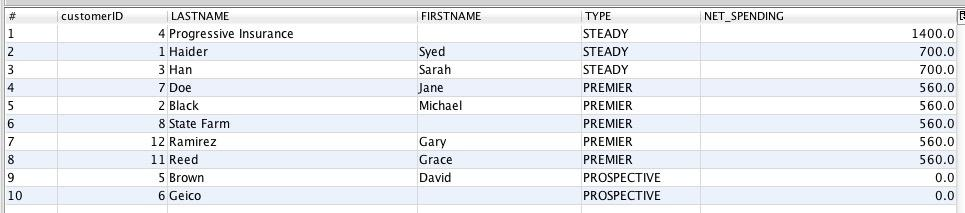 # customerID LASTNAME FIRSTNAME TYPE NET_SPENDING
1 4 Progressive Insurance STEADY 1400.0
2 1 Haider Syed STEADY 700.0
3 3 Han Sarah STEADY 700.0
4 7 Doe Jane PREMIER 560.0
5 2 Black Michael PREMIER 560.0
6 8 State Farm PREMIER 560.0
7 12 Ramirez Gary PREMIER 560.0
8 11 Reed Grace PREMIER 560.0
9 5 Brown David PROSPECTIVE 0.0
10 6 Geico PROSPECTIVE 0.0